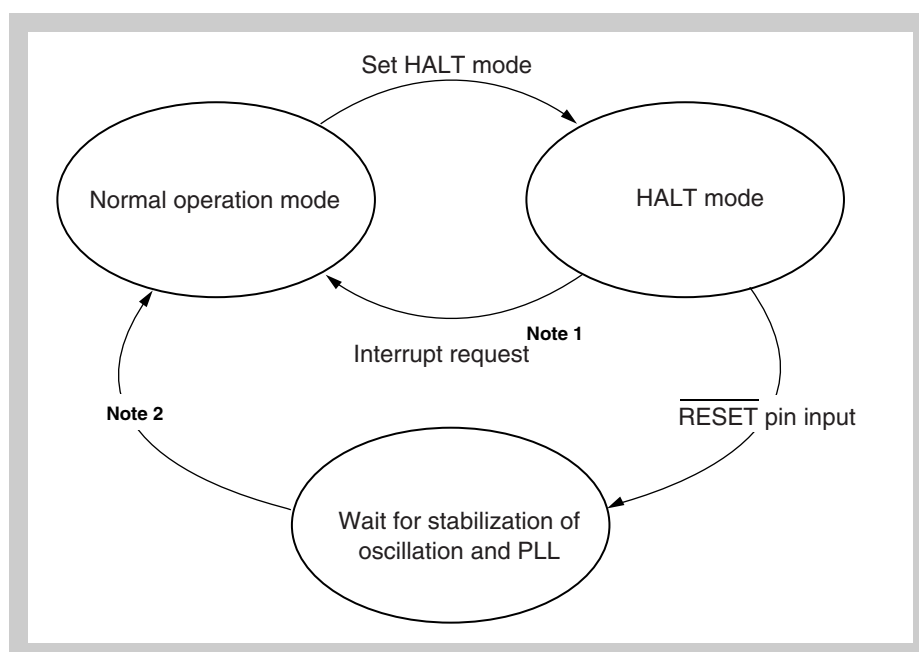 Set HALT mode
Normal operation mode
HALT mode
Interrupt request Note 1
RESET pin input
Note 2
Wait for stabilization of
oscillation and PLL